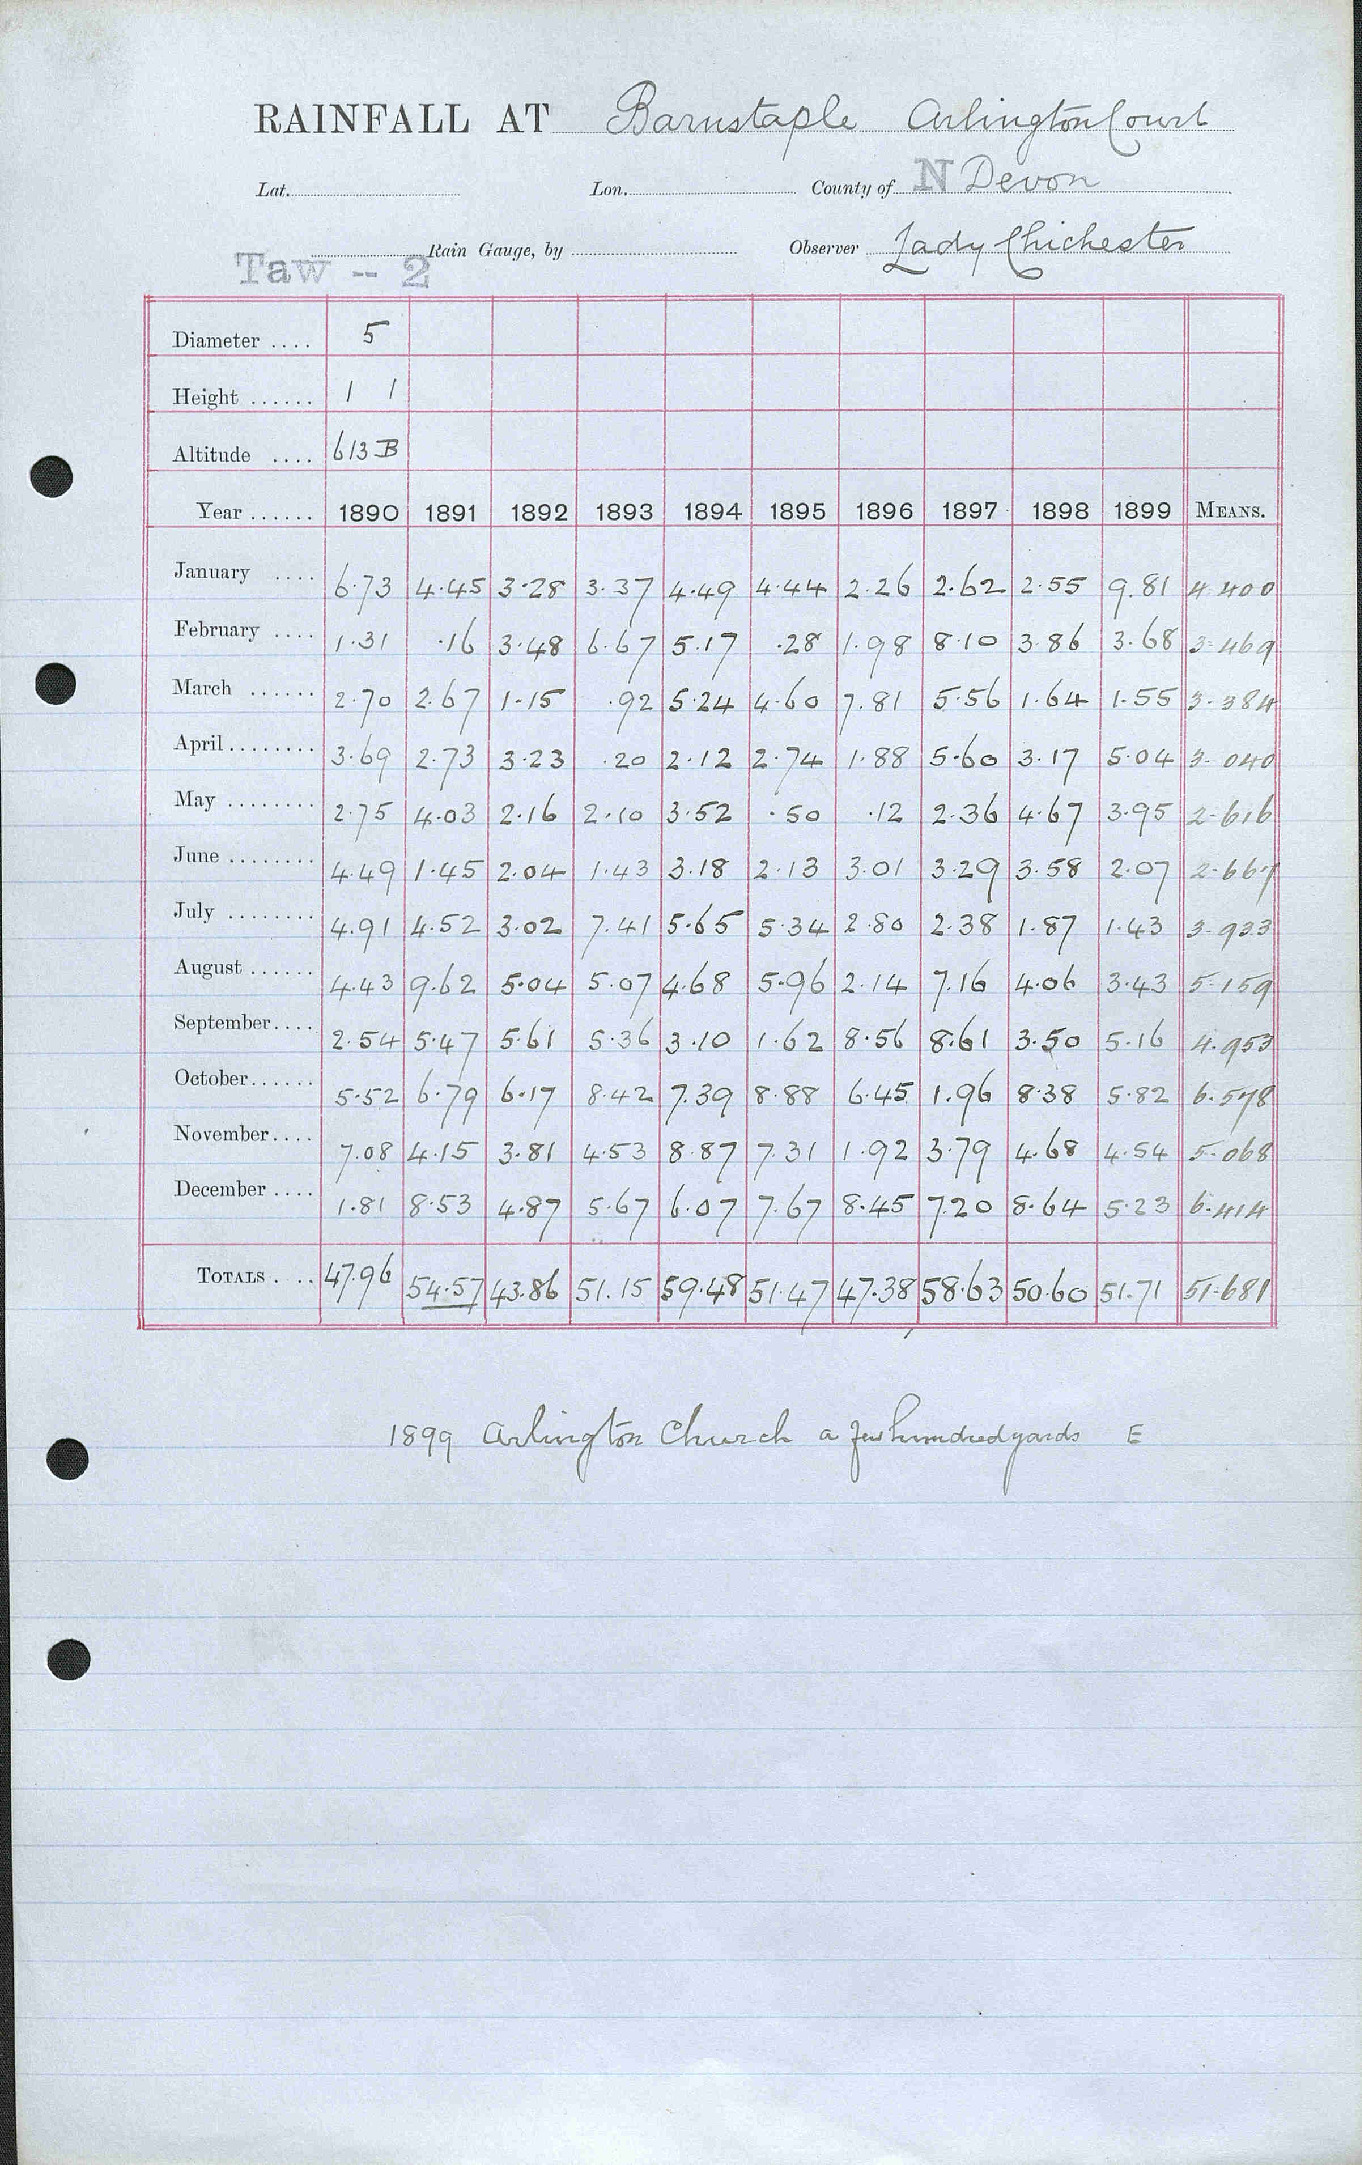 RAINFALL AT Barnstaple Arlington Court
Lat. Lon. County of N Devon
Rain Gauge, by Observer Lady Chichester
Taw -- 2
Diameter .... 5
Height ...... 1 1
Altitude .... 613 B
Year ...... 1890 1891 1892 1893 1894 1895 1896 1897 1898 1899 MEANS.
January .... 6.73 4.45 3.28 3.37 4.49 4.44 2.26 2.62 2.55 9.81 4.400
February .... 1.31 .16 3.48 6.67 5.17 .28 1.98 8.10 3.86 3.68 3.469
March ...... 2.70 2.67 1.15 .92 5.24 4.60 7.81 5.56 1.64 1.55 3.384
April ........ 3.69 2.73 3.23 .20 2.12 2.74 1.88 5.60 3.17 5.04 3.040
May ........ 2.75 4.03 2.16 2.10 3.52 .50 .12 2.36 4.67 3.95 2.616
June ........ 4.49 1.45 2.04 1.43 3.18 2.13 3.01 3.29 3.58 2.07 2.667
July ........ 4.91 4.52 3.02 7.41 5.65 5.34 2.80 2.38 1.87 1.43 3.933
August ...... 4.43 9.62 5.04 5.07 4.68 5.96 2.14 7.16 4.06 3.43 5.159
September.... 2.54 5.47 5.61 5.36 3.10 1.62 8.56 8.61 3.50 5.16 4.953
October...... 5.52 6.79 6.17 8.42 7.39 8.88 6.45 1.96 8.38 5.82 6.578
November.... 7.08 4.15 3.81 4.53 8.87 7.31 1.92 3.79 4.68 4.54 5.068
December .... 1.81 8.53 4.87 5.67 6.07 7.67 8.45 7.20 8.64 5.23 6.414
TOTALS .... 47.96 54.57 43.86 51.15 59.48 51.47 47.38 58.63 50.60 51.71 51.681
1899 Arlington Church a few hundred yards E